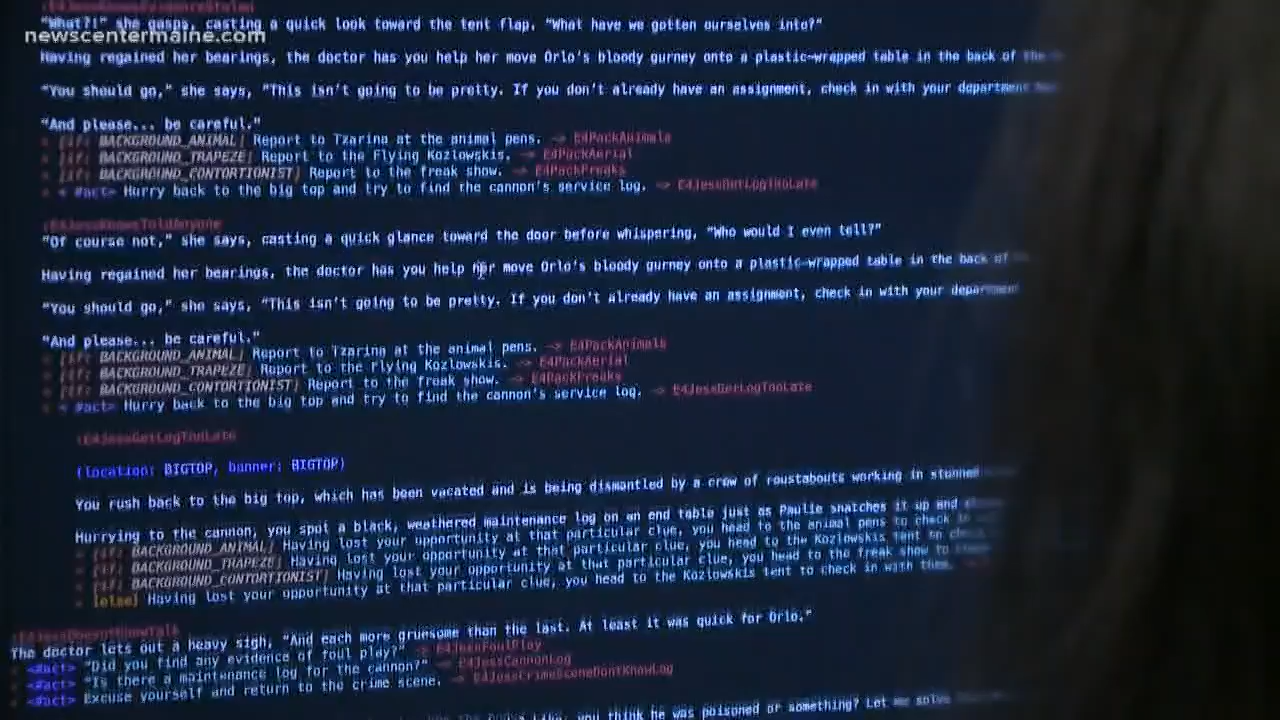 "What?!" she gasps, casting a quick look toward the tent flap. "What have we gotten ourselves into?"
newscentermaine.com
Having regained her bearings, the doctor has you help her move Orlo's bloody gurney onto a plastic-wrapped table in the back of the
"You should go," she says, "This isn't going to be pretty. If you don't already have an assignment, check in with your department
"And please... be careful."
[if: BACKGROUND_ANIMAL] Report to Tzarina at the animal pens. -> E4PackAnimals
[if: BACKGROUND_TRAPEZE] Report to the Flying Kozlowskis. -> E4PackAerial
[if: BACKGROUND_CONTORTIONIST] Report to the freak show. -> E4PackFreaks
< #act> Hurry back to the big top and try to find the cannon's service log. -> E4JessGetLogTooLate
:E4JessKnowsToldAnyone
"Of course not," she says, casting a quick glance toward the door before whispering, "Who would I even tell?"
Having regained her bearings, the doctor has you help her move Orlo's bloody gurney onto a plastic-wrapped table in the back of
"You should go," she says, "This isn't going to be pretty. If you don't already have an assignment, check in with your department
"And please... be careful."
[if: BACKGROUND_ANIMAL] Report to Tzarina at the animal pens. -> E4PackAnimals
[if: BACKGROUND_TRAPEZE] Report to the Flying Kozlowskis. -> E4PackAerial
[if: BACKGROUND_CONTORTIONIST] Report to the freak show. -> E4PackFreaks
< #act> Hurry back to the big top and try to find the cannon's service log. -> E4JessGetLogTooLate
:E4JessGetLogTooLate
(location: BIGTOP, banner: BIGTOP)
You rush back to the big top, which has been vacated and is being dismantled by a crew of roustabouts working in stunned
Hurrying to the cannon, you spot a black, weathered maintenance log on an end table just as Paulie snatches it up and
[if: BACKGROUND_ANIMAL] Having lost your opportunity at that particular clue, you head to the animal pens to check in
[if: BACKGROUND_TRAPEZE] Having lost your opportunity at that particular clue, you head to the Kozlowskis tent to check
[if: BACKGROUND_CONTORTIONIST] Having lost your opportunity at that particular clue, you head to the freak show to
[else] Having lost your opportunity at that particular clue, you head to the Kozlowskis tent to check in with them.
The doctor lets out a heavy sigh, "And each more gruesome than the last. At least it was quick for Orlo."
<#act> "Did you find any evidence of foul play?" -> E4JessFoulPlay
<#act> "Is there a maintenance log for the cannon?" -> E4JessCannonLog
<#act> Excuse yourself and return to the crime scene. -> E4JessCrimeSceneDontKnowLog
you think he was poisoned or something? Let me solve